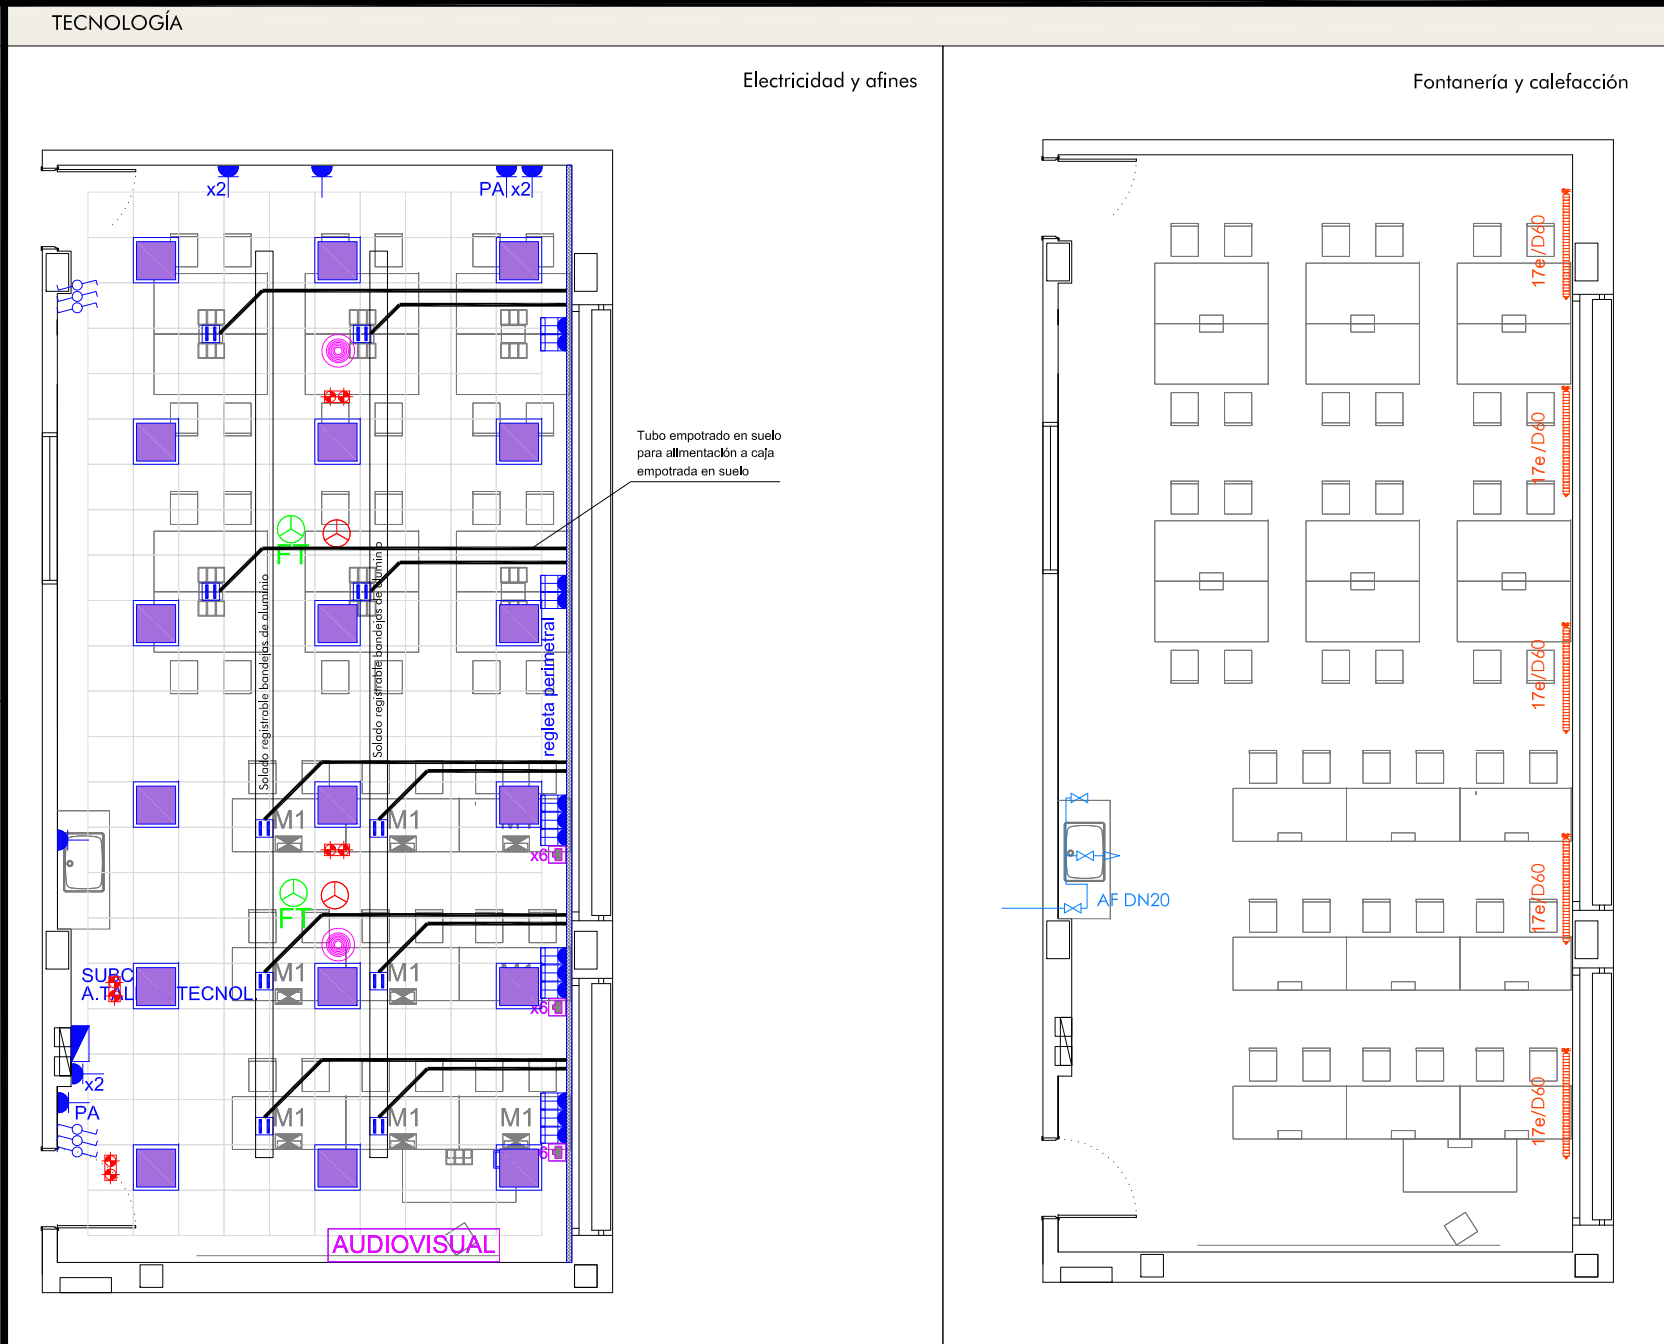 TECNOLOGÍA
Electricidad y afines
Fontanería y calefacción
x2
PA x2
17e/D60
Tubo empotrado en suelo
para alimentación a caja
empotrada en suelo
17e/D60
FT
Solado registrable bandejas de aluminio
Solado registrable bandejas de aluminio
regleta perimetral
17e/D60
M1
M1
x6
17e/D60
FT
AF DN20
M1
M1
x6
A.TAL TECNOL.
x2
PA
M1
M1
M1
6
17e/D60
AUDIOVISUAL